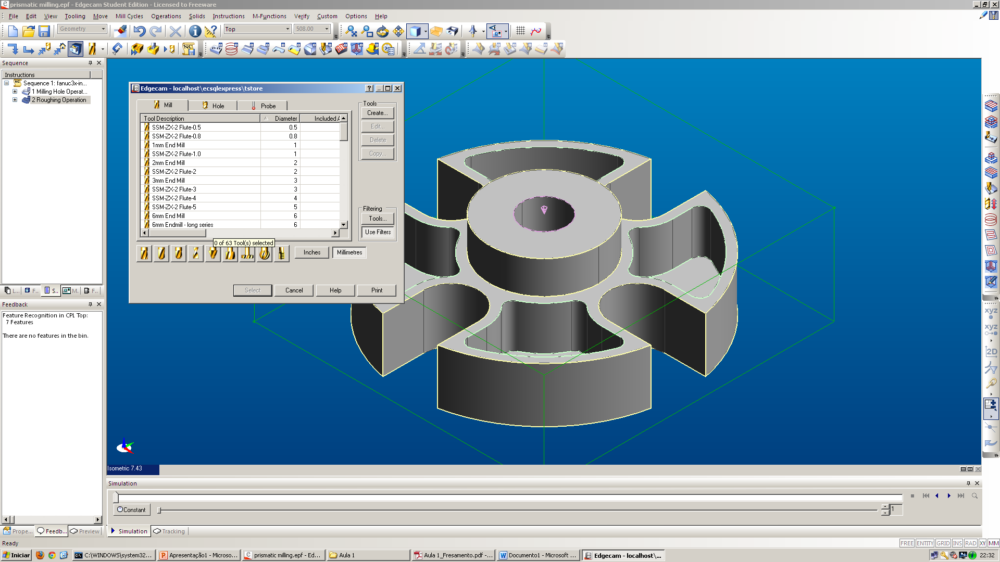 prismatic milling.epf - Edgecam Student Edition - Licensed to Freeware
File Edit View Tooling Move Mill Cycles Operations Solids Instructions M-Functions Verify Custom Options Help
Geometry Top 508.00
Sequence
Instructions
Sequence 1: fanuc3x-in...
1 Milling Hole Operat...
2 Roughing Operation
L... F... S... M... F...
Feedback
Feature Recognition in CPL Top:
7 Features
There are no features in the bin.
Prope... Feedb... Preview
Edgecam - localhost\ecsqlexpress\tstore
Mill Hole Probe
Tool Description Diameter Included A
SSM-ZX-2 Flute-0.5 0.5
SSM-ZX-2 Flute-0.8 0.8
1mm End Mill 1
SSM-ZX-2 Flute-1.0 1
2mm End Mill 2
SSM-ZX-2 Flute-2 2
3mm End Mill 3
SSM-ZX-2 Flute-3 3
SSM-ZX-2 Flute-4 4
SSM-ZX-2 Flute-5 5
6mm End Mill 6
6mm Endmill - long series 6
0 of 63 Tool(s) selected
Inches Millimetres
Tools
Create...
Edit...
Delete
Copy...
Filtering
Tools...
Use Filters
Select Cancel Help Print
xyz
xyz
2D
Isometric 7.43
Simulation
Constant 1
Simulation Tracking
Ready FREE ENTITY GRID INS RAD XY MM
Iniciar C:\WINDOWS\system32... Apresentação1 - Microso... prismatic milling.epf - Ed... Aula 1 Aula 1_Fresamento.pdf -... Documento1 - Microsoft ... Edgecam - localhost\... 22:32